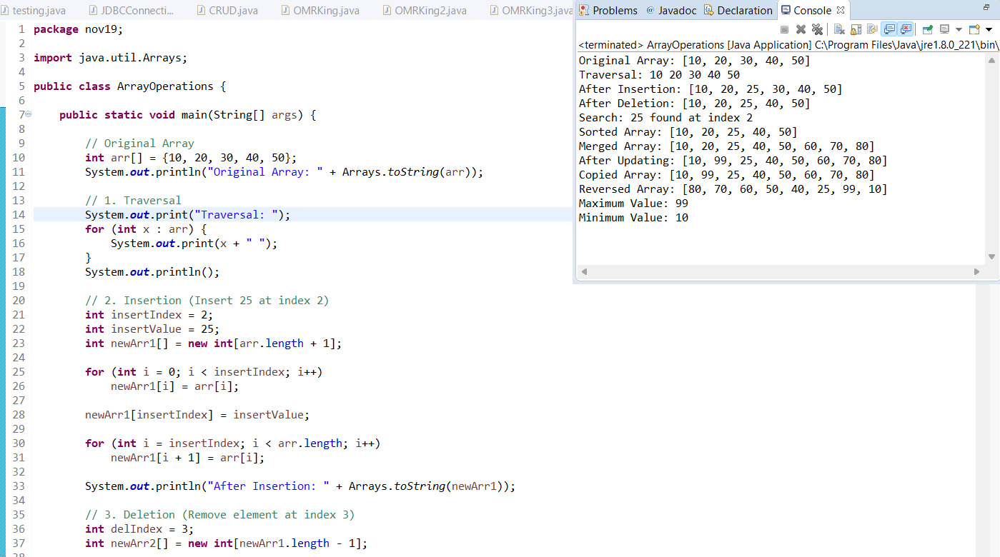 testing.java JDBCConnecti... CRUD.java OMRKing.java OMRKing2.java OMRKing3.java
1 package nov19;
2
3 import java.util.Arrays;
4
5 public class ArrayOperations {
6
7 public static void main(String[] args) {
8
9 // Original Array
10 int arr[] = {10, 20, 30, 40, 50};
11 System.out.println("Original Array: " + Arrays.toString(arr));
12
13 // 1. Traversal
14 System.out.print("Traversal: ");
15 for (int x : arr) {
16 System.out.print(x + " ");
17 }
18 System.out.println();
19
20 // 2. Insertion (Insert 25 at index 2)
21 int insertIndex = 2;
22 int insertValue = 25;
23 int newArr1[] = new int[arr.length + 1];
24
25 for (int i = 0; i < insertIndex; i++)
26 newArr1[i] = arr[i];
27
28 newArr1[insertIndex] = insertValue;
29
30 for (int i = insertIndex; i < arr.length; i++)
31 newArr1[i + 1] = arr[i];
32
33 System.out.println("After Insertion: " + Arrays.toString(newArr1));
34
35 // 3. Deletion (Remove element at index 3)
36 int delIndex = 3;
37 int newArr2[] = new int[newArr1.length - 1];
38
Problems @ Javadoc Declaration Console
<terminated> ArrayOperations [Java Application] C:\Program Files\Java\jre1.8.0_221\bin\
Original Array: [10, 20, 30, 40, 50]
Traversal: 10 20 30 40 50
After Insertion: [10, 20, 25, 30, 40, 50]
After Deletion: [10, 20, 25, 40, 50]
Search: 25 found at index 2
Sorted Array: [10, 20, 25, 40, 50]
Merged Array: [10, 20, 25, 40, 50, 60, 70, 80]
After Updating: [10, 99, 25, 40, 50, 60, 70, 80]
Copied Array: [10, 99, 25, 40, 50, 60, 70, 80]
Reversed Array: [80, 70, 60, 50, 40, 25, 99, 10]
Maximum Value: 99
Minimum Value: 10